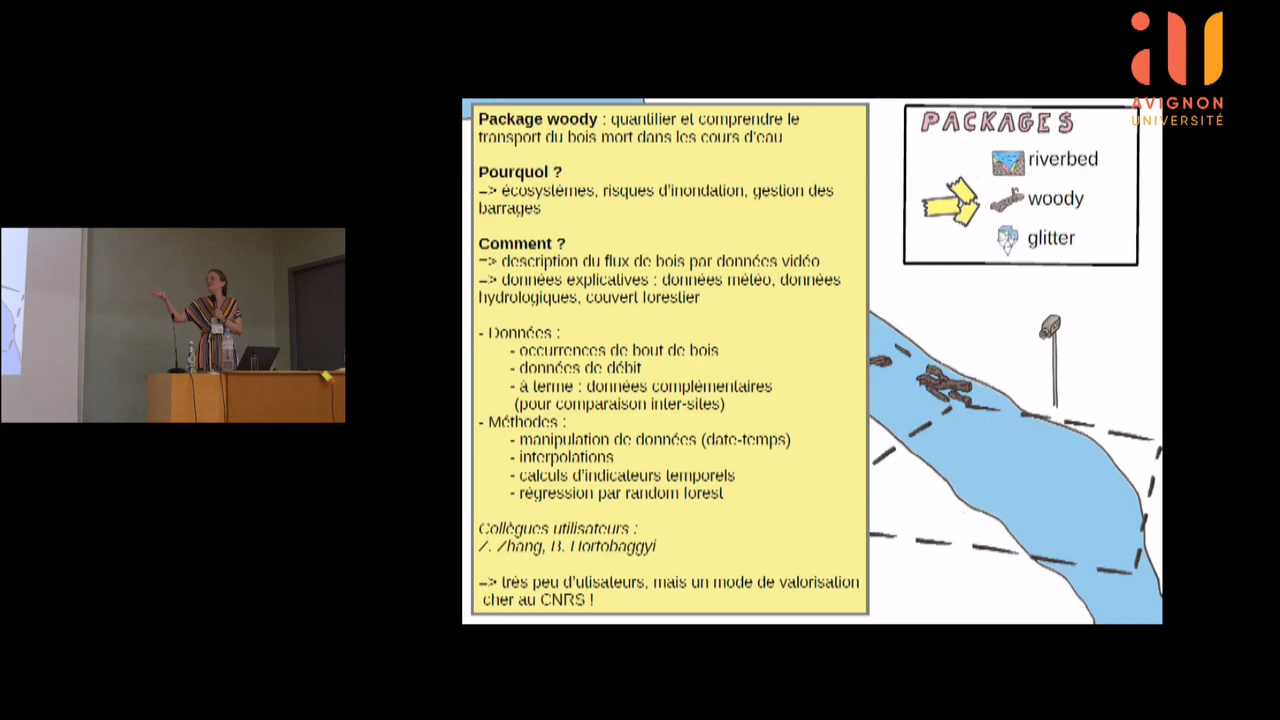 AVIGNON
UNIVERSITÉ
Package woody : quantifier et comprendre le
transport du bois mort dans les cours d'eau
Pourquoi ?
=> écosystèmes, risques d'inondation, gestion des
barrages
Comment ?
=> description du flux de bois par données vidéo
=> données explicatives : données météo, données
hydrologiques, couvert forestier
- Données :
- occurrences de bout de bois
- données de débit
- à terme : données complémentaires
(pour comparaison inter-sites)
- Méthodes :
- manipulation de données (date-temps)
- interpolations
- calculs d'indicateurs temporels
- régression par random forest
Collègues utilisateurs :
Z. Zhang, B. Hortobaggyi
=> très peu d'utisateurs, mais un mode de valorisation
cher au CNRS !
PACKAGES
riverbed
woody
glitter